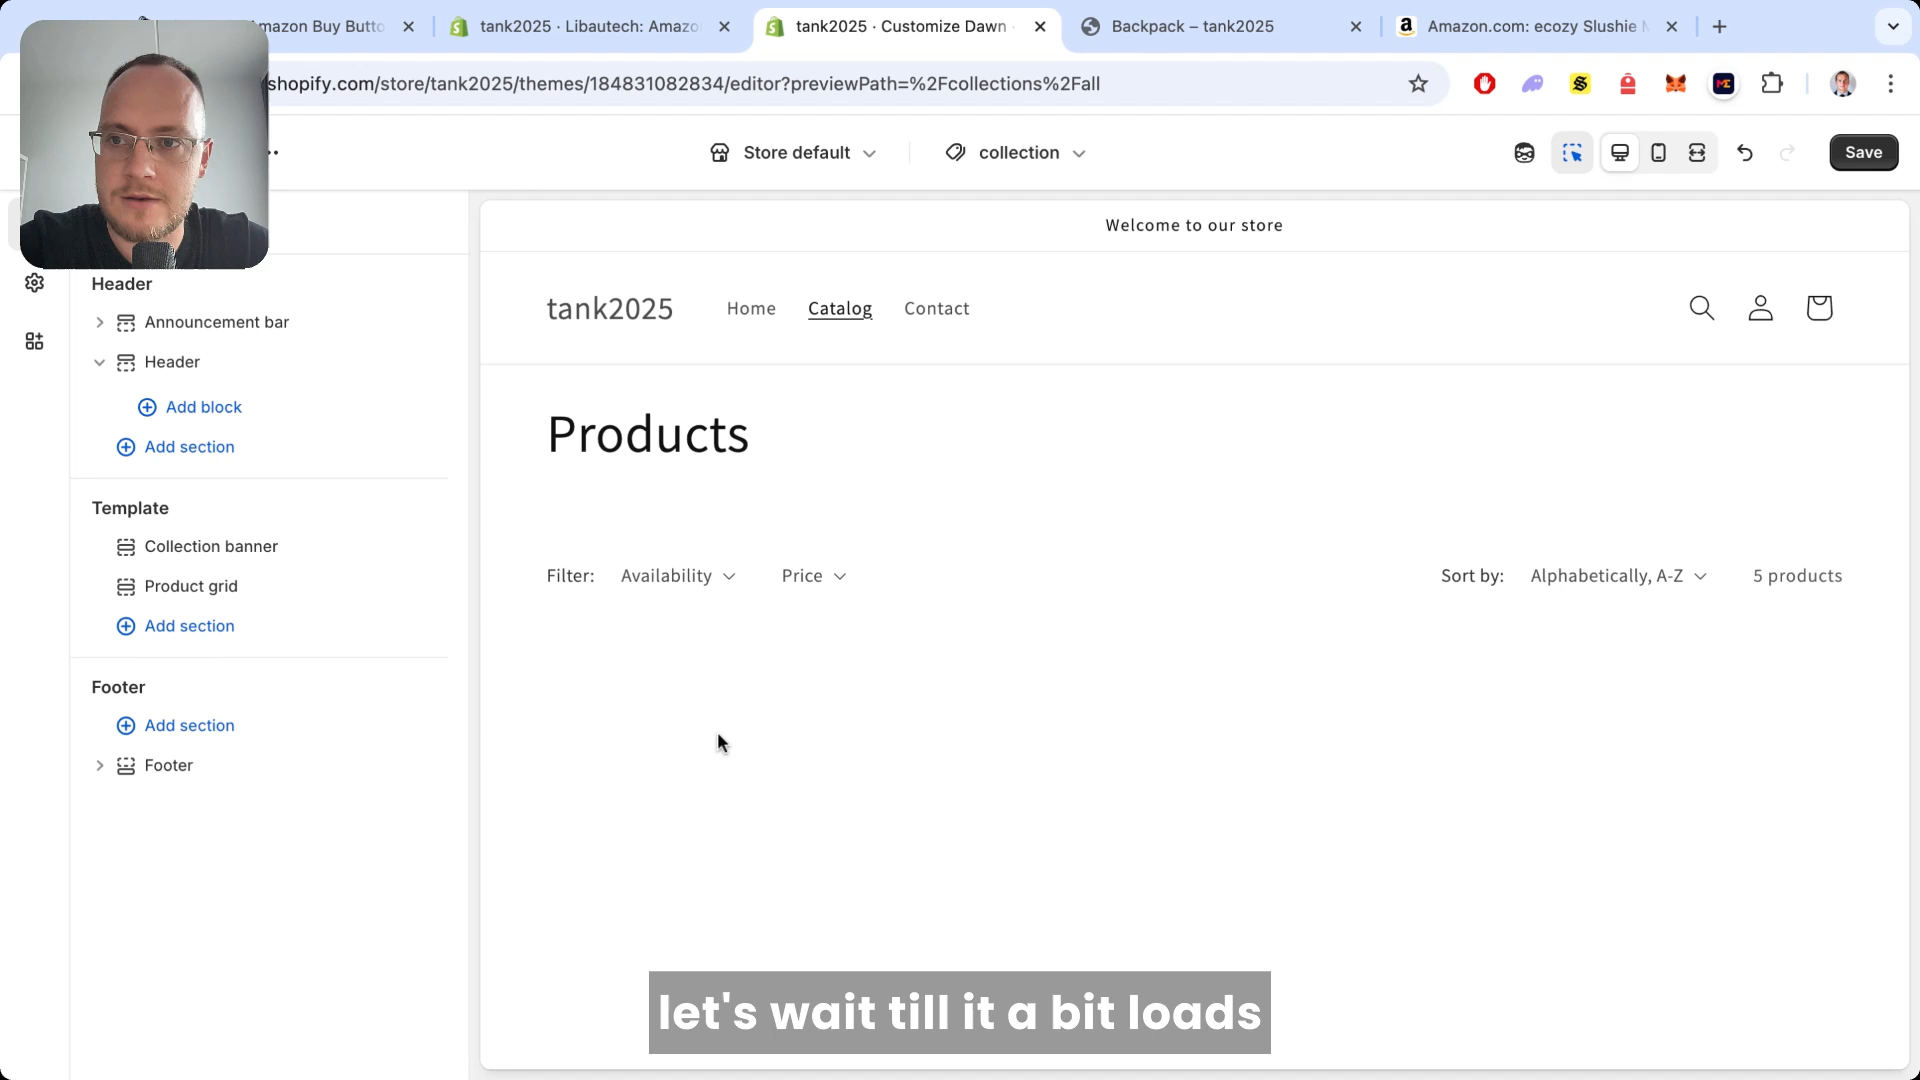 mazon Buy Butto
tank2025 · Libautech: Amazo
tank2025 · Customize Dawn
Backpack – tank2025
Amazon.com: ecozy Slushie
shopify.com/store/tank2025/themes/184831082834/editor?previewPath=%2Fcollections%2Fall
Store default
collection
Save
Header
Announcement bar
Header
Add block
Add section
Template
Collection banner
Product grid
Add section
Footer
Add section
Footer
Welcome to our store
tank2025
Home
Catalog
Contact
Products
Filter:
Availability
Price
Sort by:
Alphabetically, A-Z
5 products
let's wait till it a bit loads